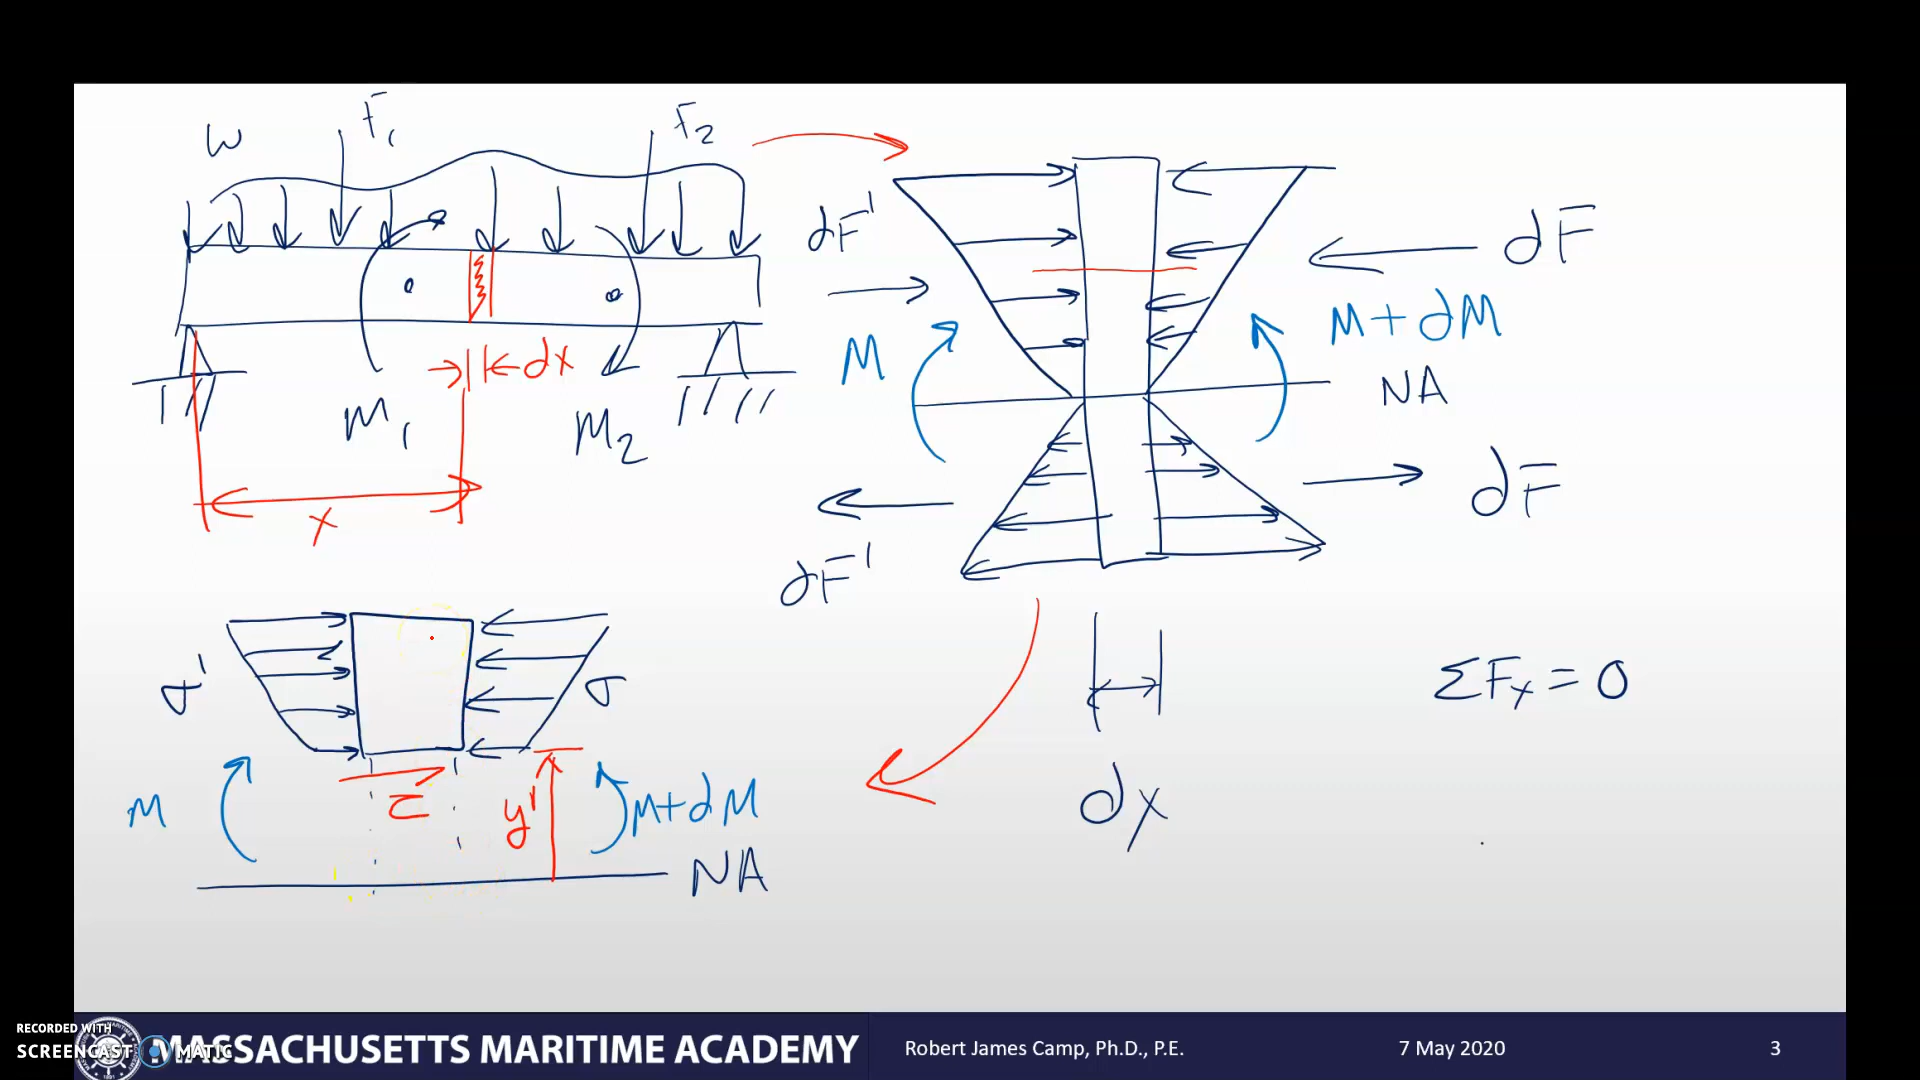 w
F₁
F₂
dF'
dF
M
M + dM
NA
dx
M₁
M₂
x
dF'
dF
σ'
σ
ΣFx = 0
M
τ
y'
M+dM
dx
NA
RECORDED WITH
SCREENCAST MATIC
MASSACHUSETTS MARITIME ACADEMY
Robert James Camp, Ph.D., P.E.
7 May 2020
3